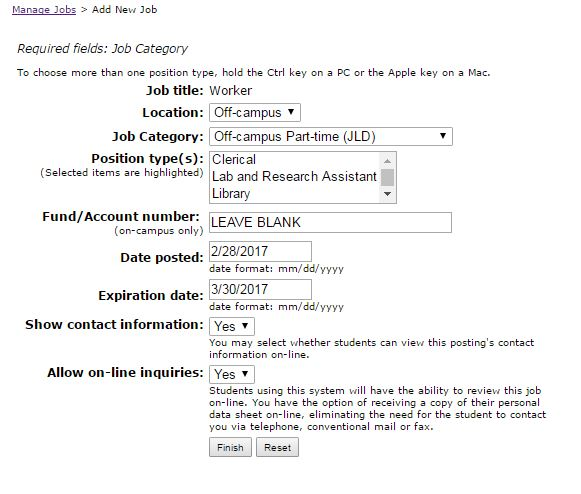 Manage Jobs > Add New Job
Required fields: Job Category
To choose more than one position type, hold the Ctrl key on a PC or the Apple key on a Mac.
Job title: Worker
Location: Off-campus
Job Category: Off-campus Part-time (JLD)
Position type(s): Clerical
(Selected items are highlighted) Lab and Research Assistant
Library
Fund/Account number: LEAVE BLANK
(on-campus only)
Date posted: 2/28/2017
date format: mm/dd/yyyy
Expiration date: 3/30/2017
date format: mm/dd/yyyy
Show contact information: Yes
You may select whether students can view this posting's contact
information on-line.
Allow on-line inquiries: Yes
Students using this system will have the ability to review this job
on-line. You have the option of receiving a copy of their personal
data sheet on-line, eliminating the need for the student to contact
you via telephone, conventional mail or fax.
Finish Reset